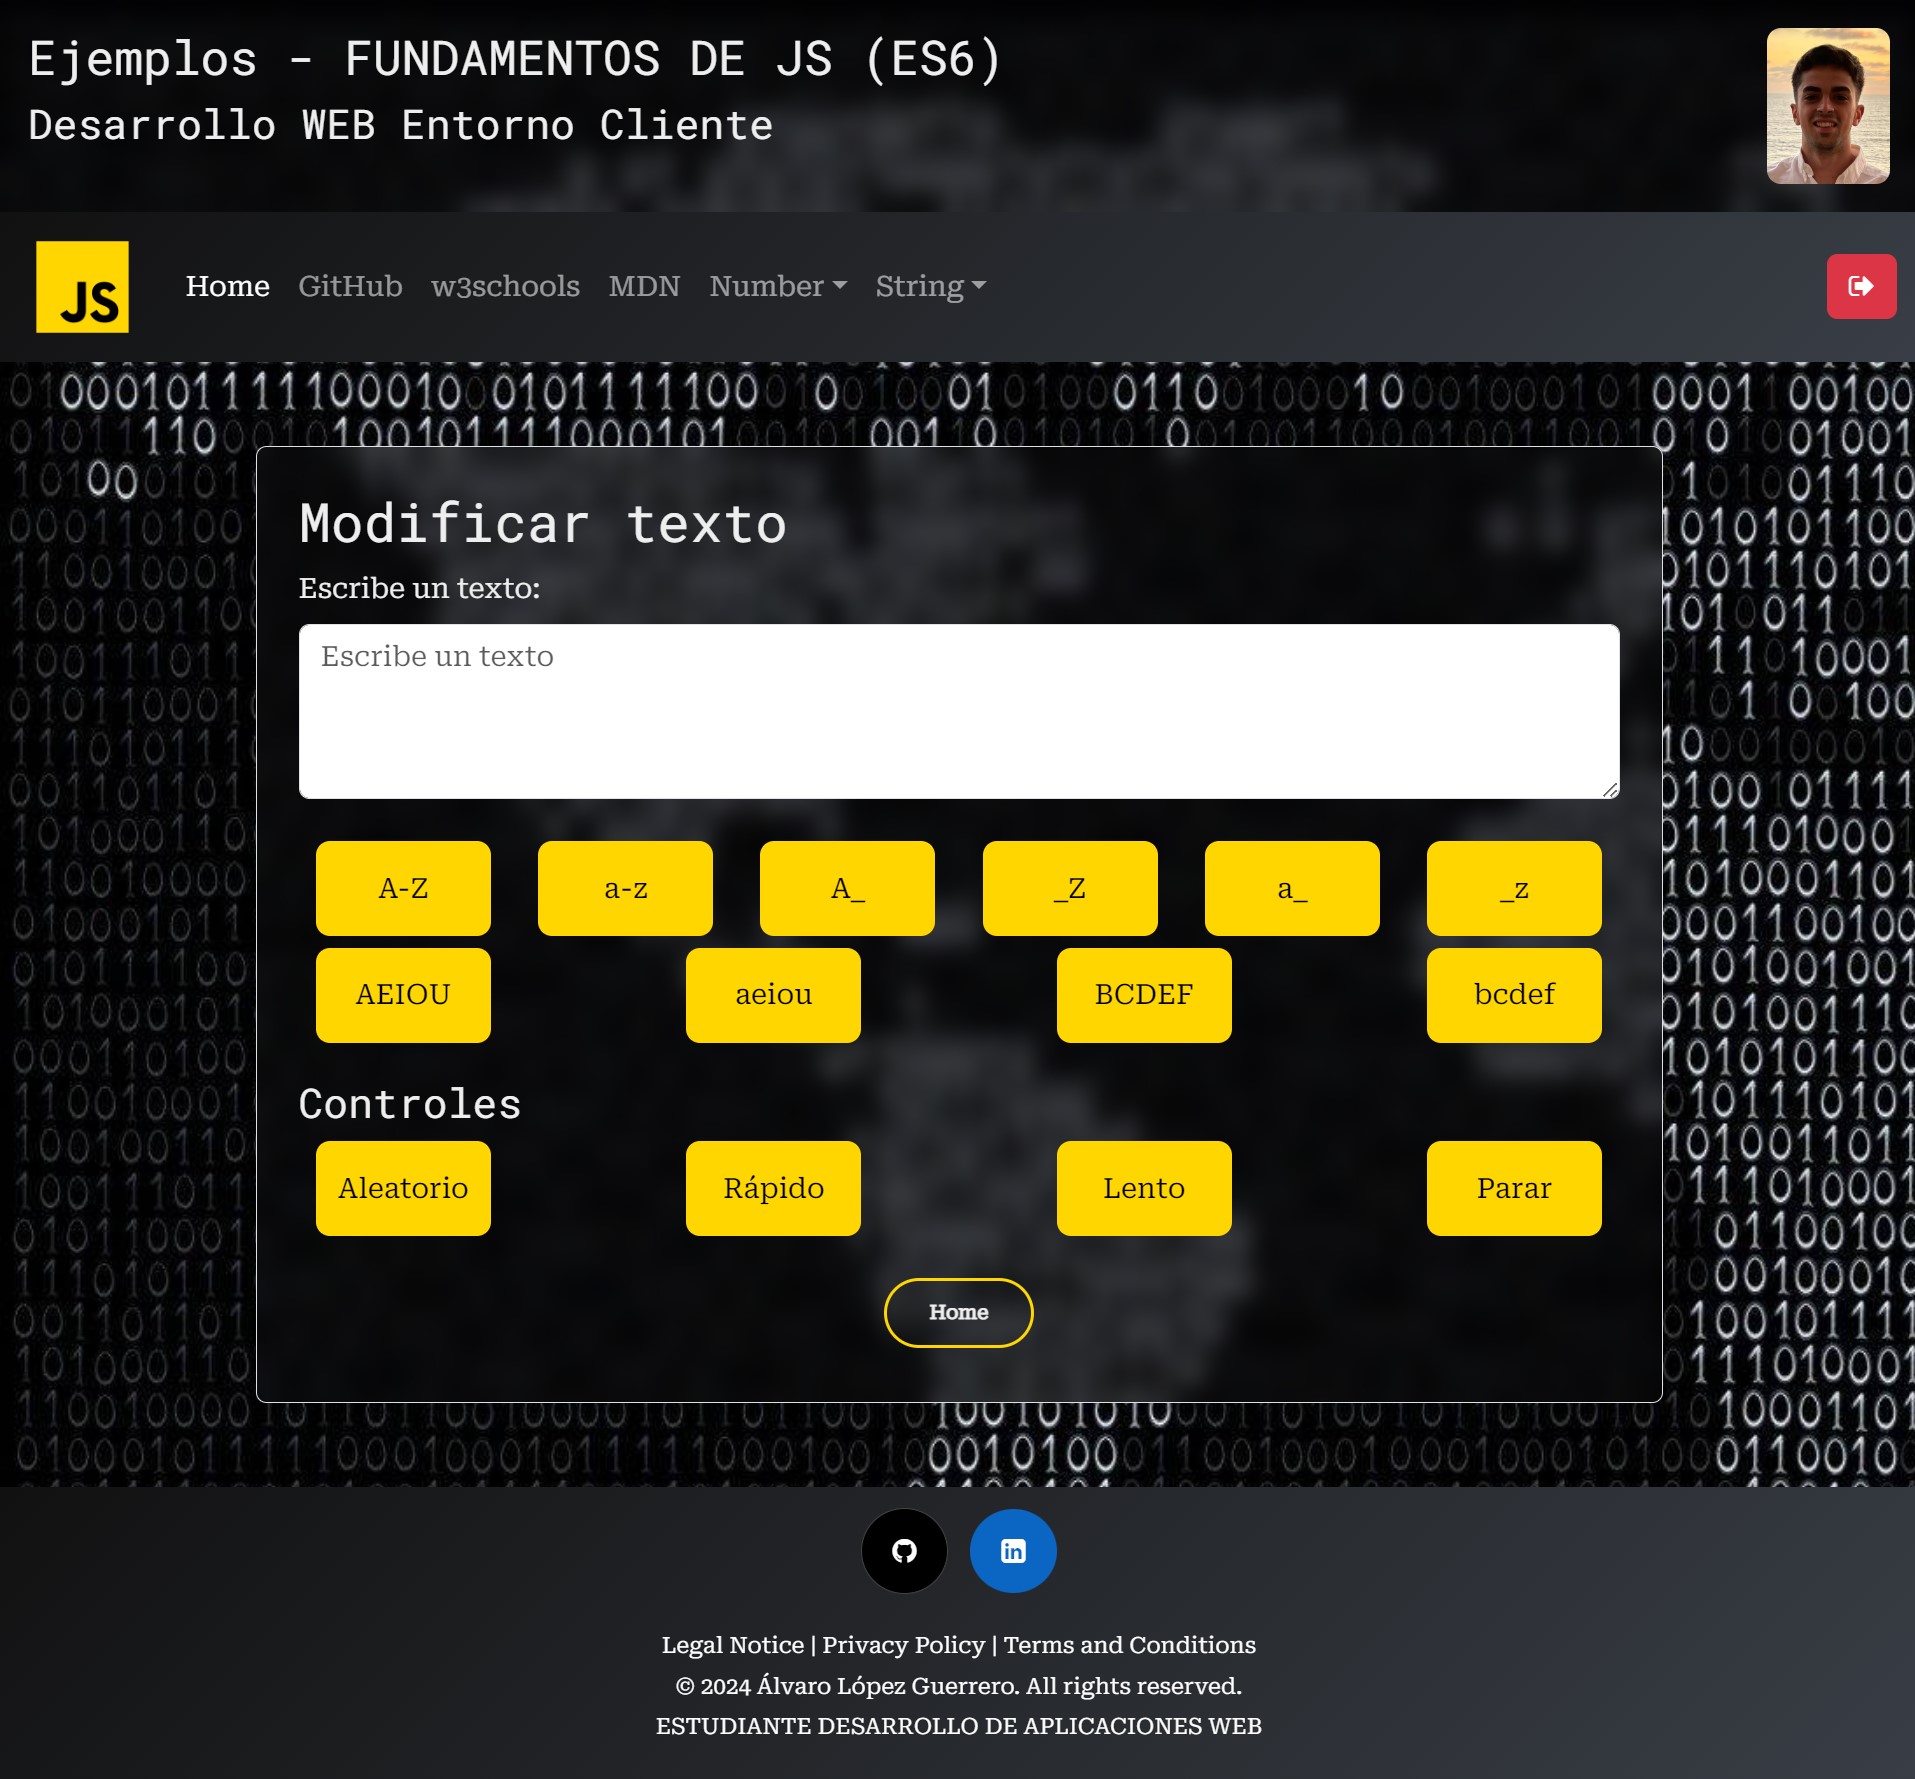 Ejemplos - FUNDAMENTOS DE JS (ES6)
Desarrollo WEB Entorno Cliente
JS
Home GitHub w3schools MDN Number String
Modificar texto
Escribe un texto:
Escribe un texto
A-Z a-z A_ _Z a_ _z
AEIOU aeiou BCDEF bcdef
Controles
Aleatorio Rápido Lento Parar
Home
in
Legal Notice | Privacy Policy | Terms and Conditions
© 2024 Álvaro López Guerrero. All rights reserved.
ESTUDIANTE DESARROLLO DE APLICACIONES WEB